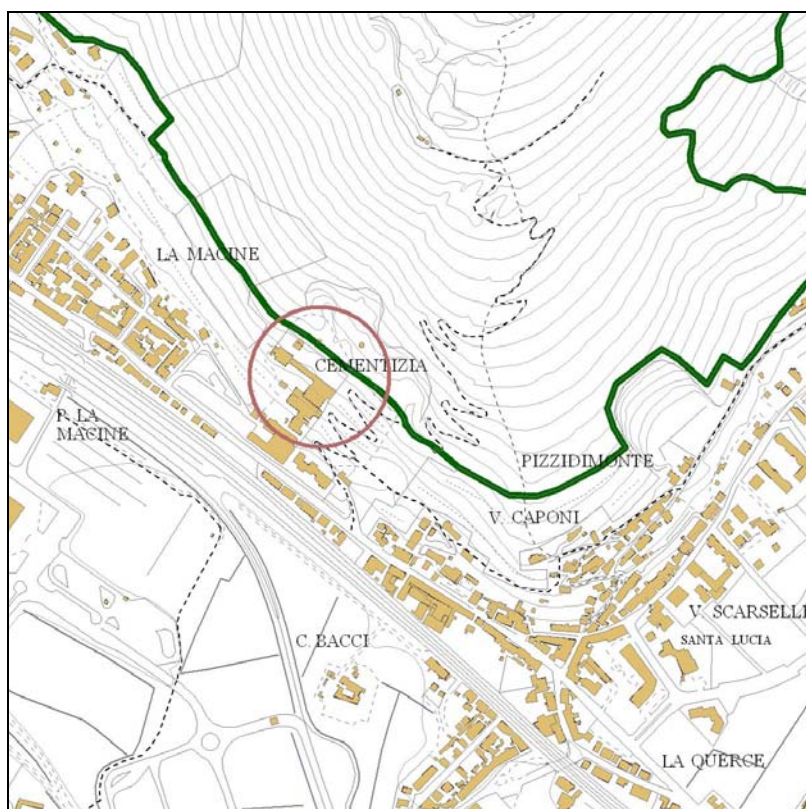 LA MACINE
CEMENTIZIA
P. LA
MACINE
PIZZIDIMONTE
V. CAPONI
V. SCARSELLI
SANTA LUCIA
C. BACCI
LA QUERCE